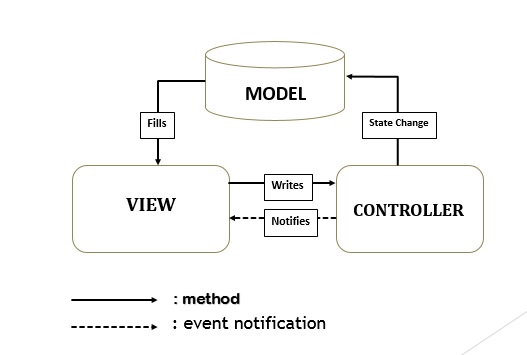 MODEL
Fills
State Change
VIEW
Writes
CONTROLLER
Notifies
: method
: event notification